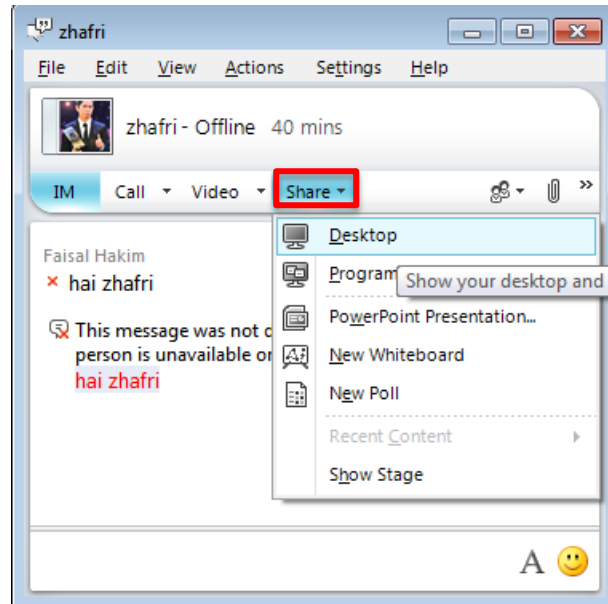 zhafri
File Edit View Actions Settings Help
zhafri - Offline 40 mins
IM Call Video Share
Desktop
Faisal Hakim
Program
hai zhafri
Show your desktop and
This message was not
PowerPoint Presentation...
person is unavailable or
New Whiteboard
hai zhafri
New Poll
Recent Content
Show Stage
A